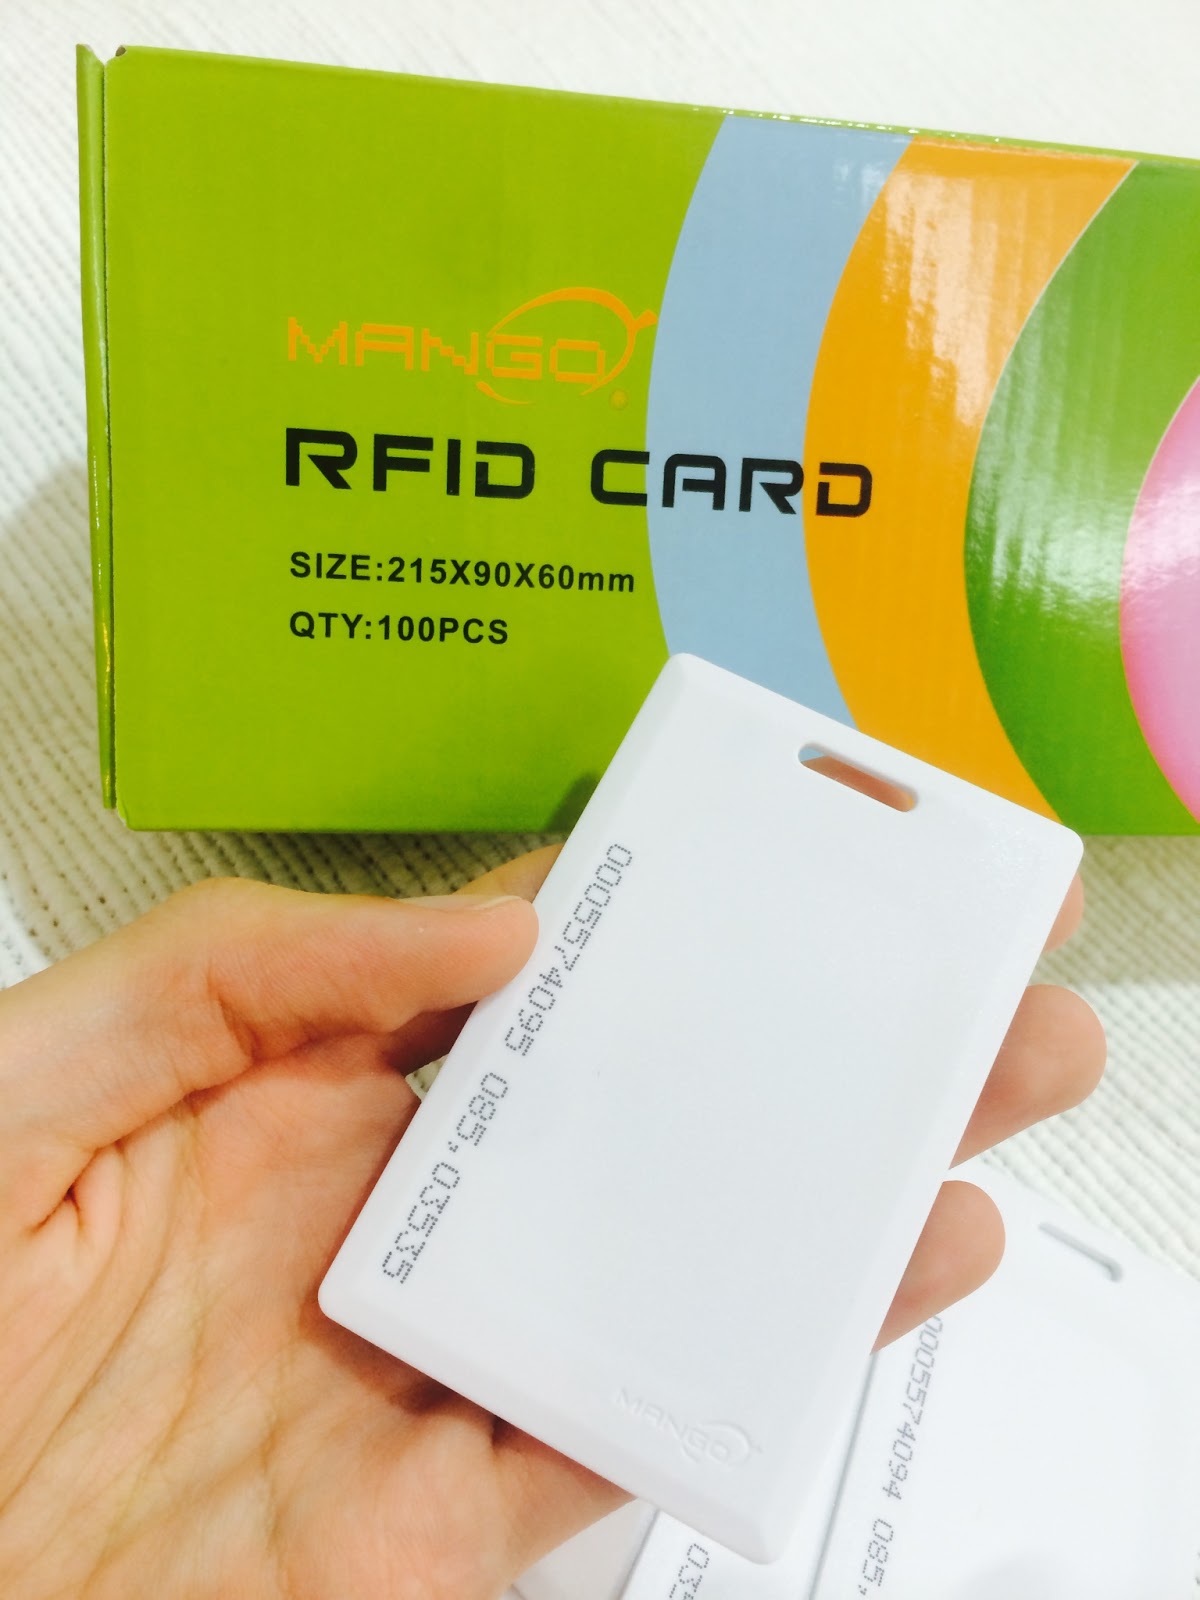 MANGO
RFID CARD
SIZE:215X90X60mm
QTY:100PCS
0005574095 085,03535
MANGO
0005574094 085,